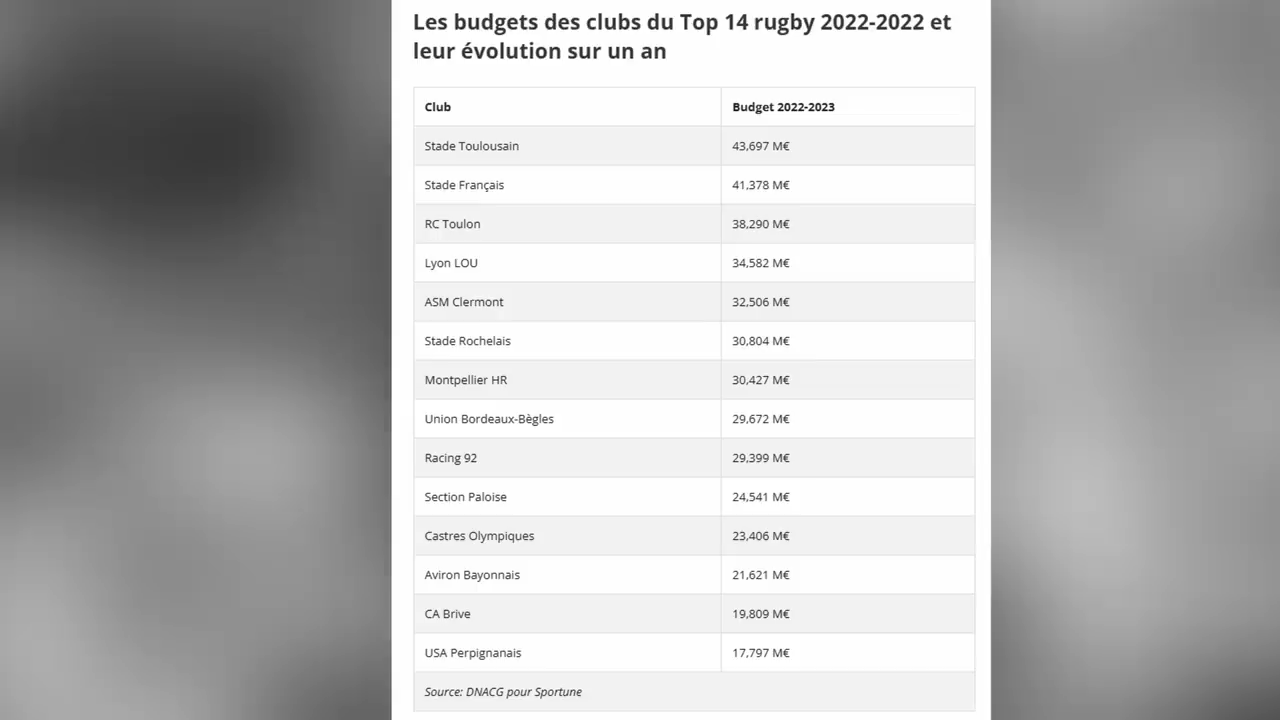 Les budgets des clubs du Top 14 rugby 2022-2022 et
leur évolution sur un an
Club Budget 2022-2023
Stade Toulousain 43,697 M€
Stade Français 41,378 M€
RC Toulon 38,290 M€
Lyon LOU 34,582 M€
ASM Clermont 32,506 M€
Stade Rochelais 30,804 M€
Montpellier HR 30,427 M€
Union Bordeaux-Bègles 29,672 M€
Racing 92 29,399 M€
Section Paloise 24,541 M€
Castres Olympiques 23,406 M€
Aviron Bayonnais 21,621 M€
CA Brive 19,809 M€
USA Perpignanais 17,797 M€
Source: DNACG pour Sportune